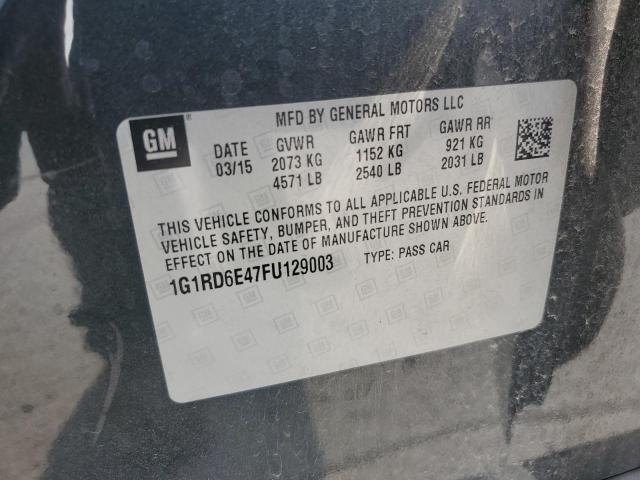 MFD BY GENERAL MOTORS LLC
GM
DATE GVWR GAWR FRT GAWR RR
03/15 2073 KG 1152 KG 921 KG
4571 LB 2540 LB 2031 LB
THIS VEHICLE CONFORMS TO ALL APPLICABLE U.S. FEDERAL MOTOR
VEHICLE SAFETY, BUMPER, AND THEFT PREVENTION STANDARDS IN
EFFECT ON THE DATE OF MANUFACTURE SHOWN ABOVE.
1G1RD6E47FU129003 TYPE: PASS CAR